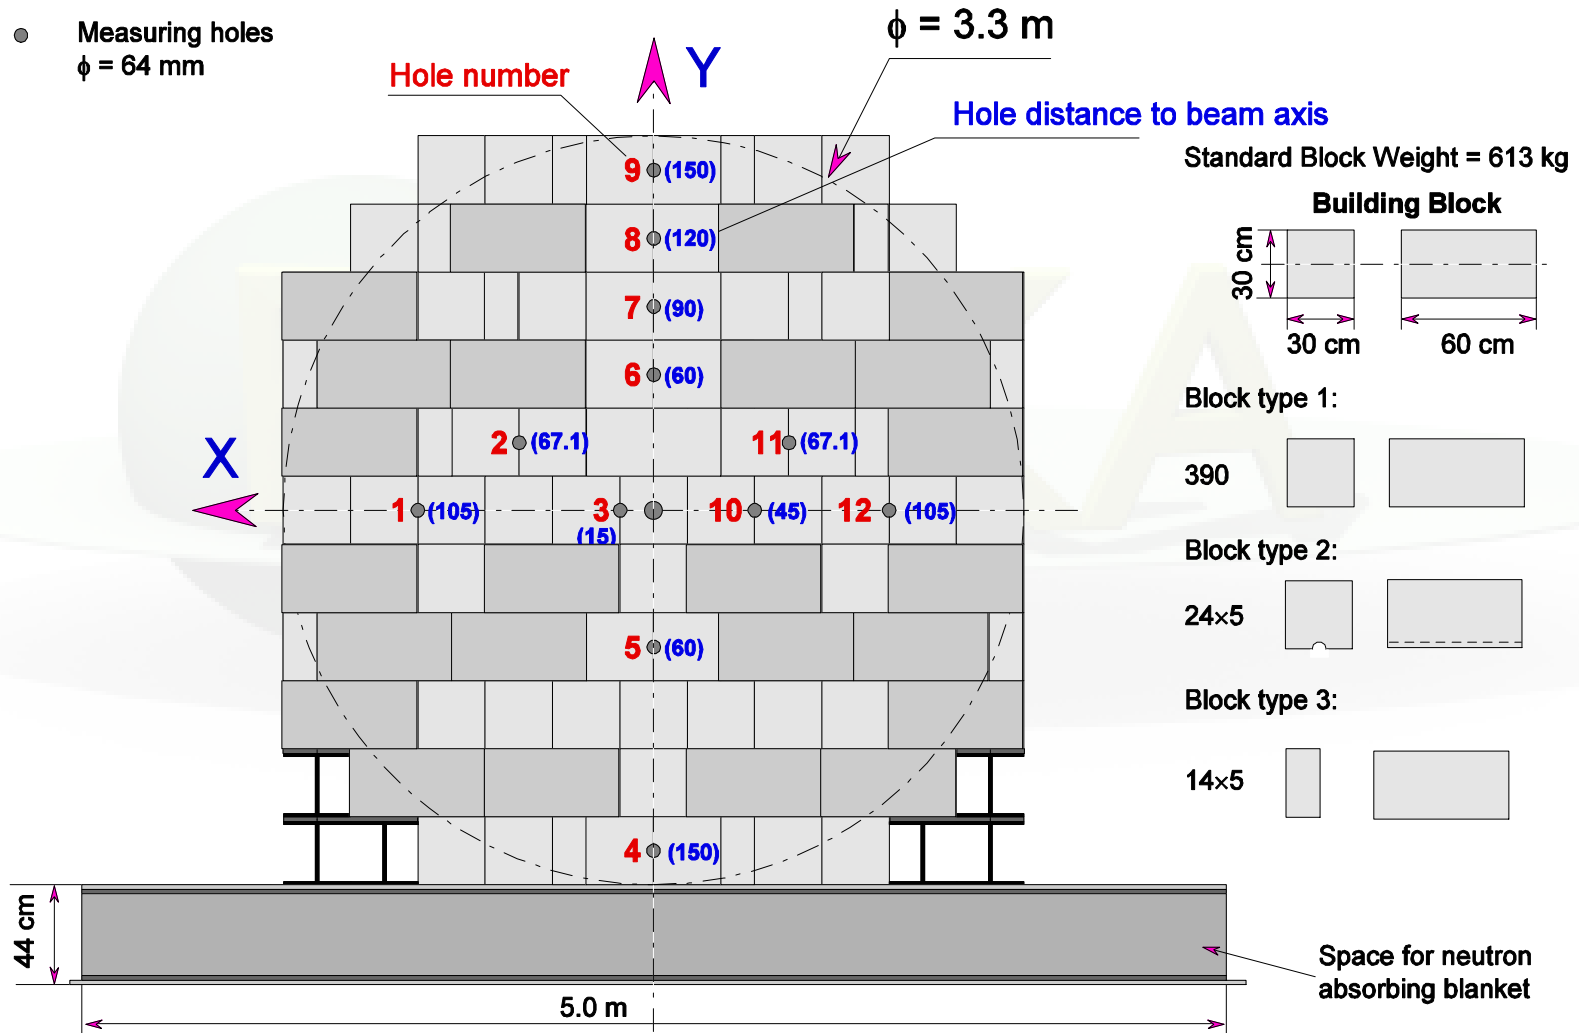 Measuring holes
ϕ = 64 mm
Hole number
Y
ϕ = 3.3 m
Hole distance to beam axis
Standard Block Weight = 613 kg
Building Block
30 cm
30 cm
60 cm
9 (150)
8 (120)
7 (90)
6 (60)
2 (67.1)
11 (67.1)
X
1 (105)
3
(15)
10 (45)
12 (105)
5 (60)
4 (150)
Block type 1:
390
Block type 2:
24×5
Block type 3:
14×5
44 cm
5.0 m
Space for neutron
absorbing blanket